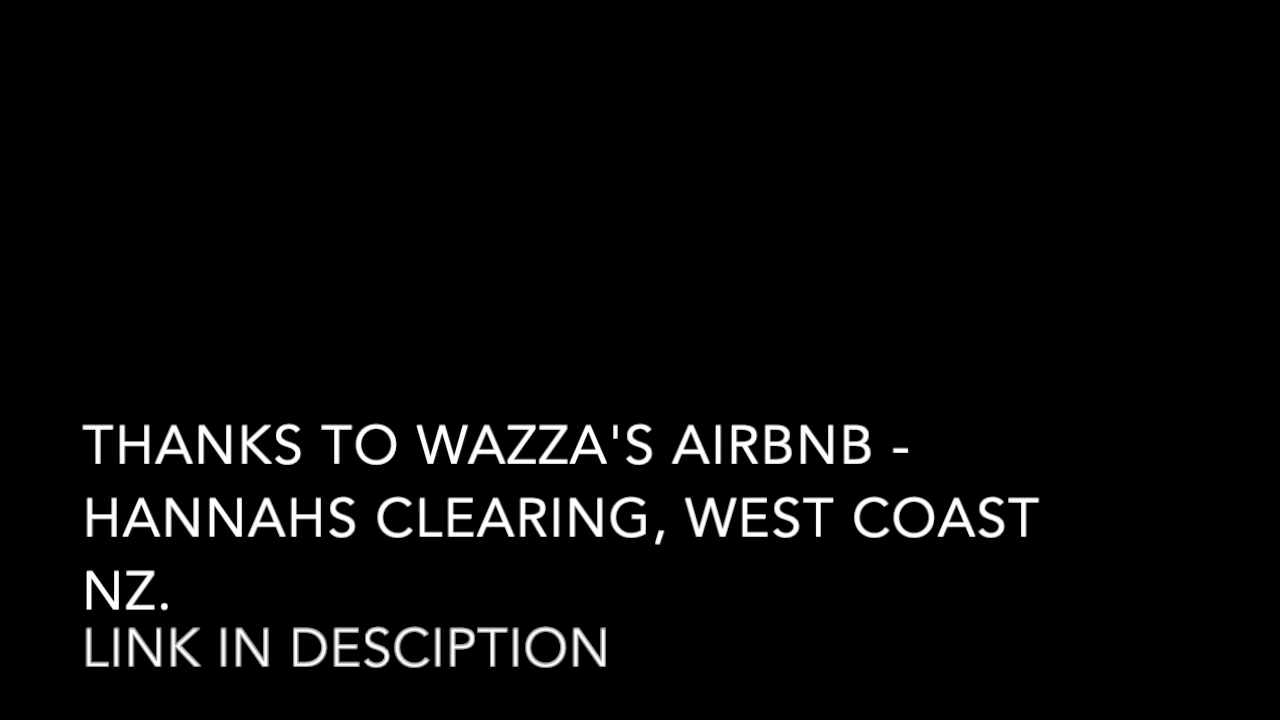 THANKS TO WAZZA'S AIRBNB -
HANNAHS CLEARING, WEST COAST
NZ.
LINK IN DESCIPTION